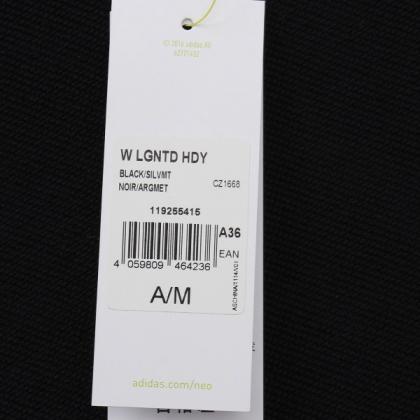 W LGNTD HDY
BLACK/SILVMT
NOIR/ARGMET
CZ1668
119255415
A36
EAN
4 059809 464236
A/M
adidas.com/neo